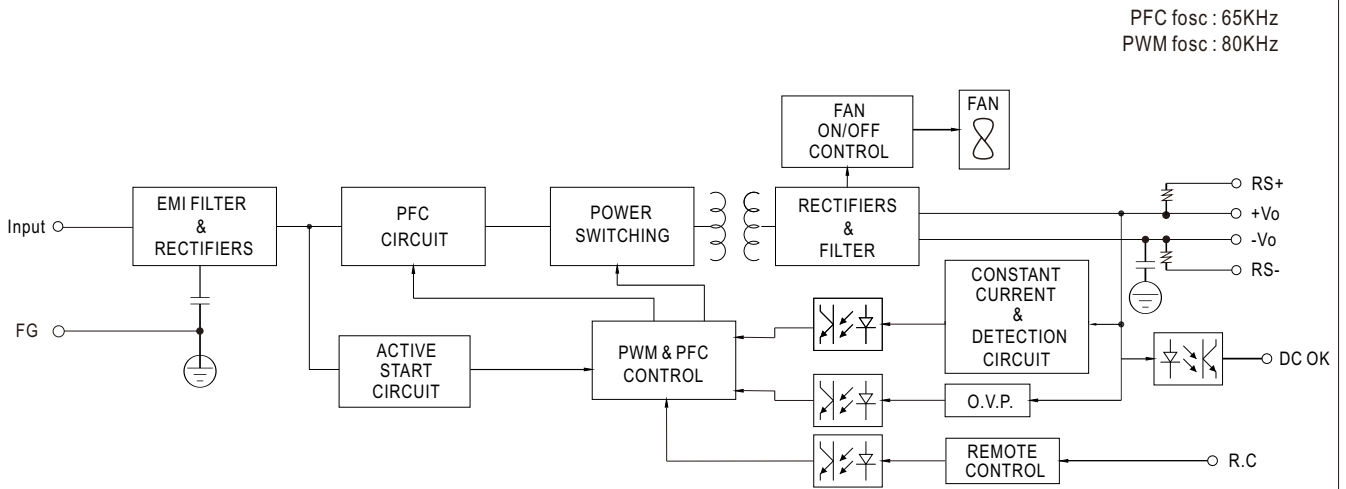 PFC fosc : 65KHz
PWM fosc : 80KHz
FAN
ON/OFF
CONTROL
FAN
EMI FILTER
&
RECTIFIERS
PFC
CIRCUIT
POWER
SWITCHING
RECTIFIERS
&
FILTER
RS+
+Vo
-Vo
RS-
Input
FG
ACTIVE
START
CIRCUIT
PWM & PFC
CONTROL
CONSTANT
CURRENT
&
DETECTION
CIRCUIT
DC OK
O.V.P.
REMOTE
CONTROL
R.C